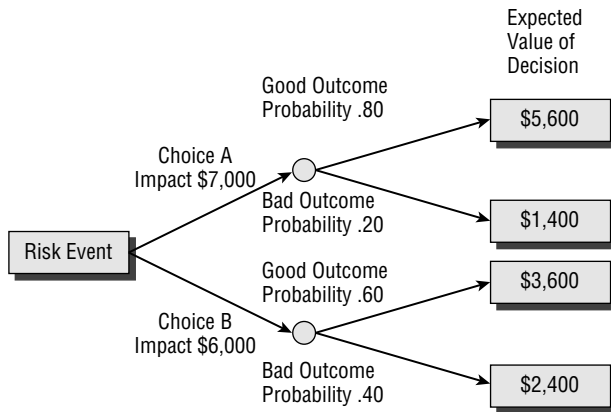 Expected
Value of
Decision
Good Outcome
Probability .80
$5,600
Choice A
Impact $7,000
Bad Outcome
Probability .20
$1,400
Risk Event
Good Outcome
Probability .60
$3,600
Choice B
Impact $6,000
Bad Outcome
Probability .40
$2,400